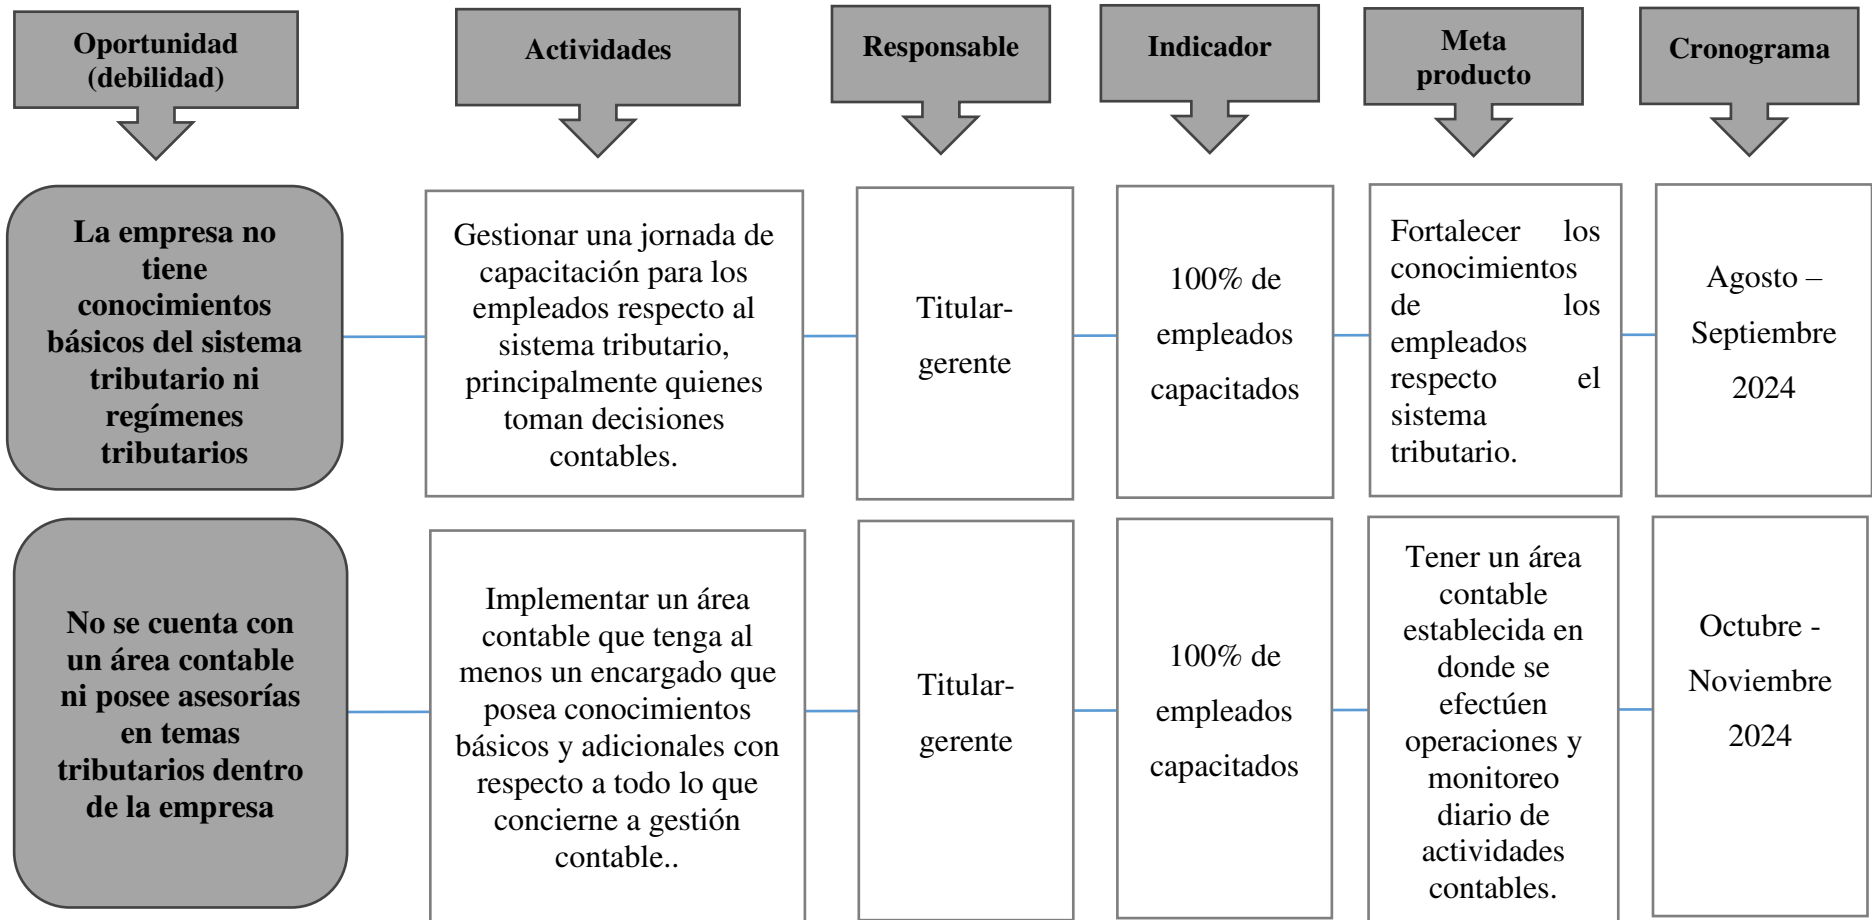 Oportunidad
(debilidad)
Actividades
Responsable
Indicador
Meta
producto
Cronograma
La empresa no
tiene
conocimientos
básicos del sistema
tributario ni
regímenes
tributarios
Gestionar una jornada de
capacitación para los
empleados respecto al
sistema tributario,
principalmente quienes
toman decisiones
contables.
Titular-
gerente
100% de
empleados
capacitados
Fortalecer los
conocimientos
de los
empleados
respecto el
sistema
tributario.
Agosto –
Septiembre
2024
No se cuenta con
un área contable
ni posee asesorías
en temas
tributarios dentro
de la empresa
Implementar un área
contable que tenga al
menos un encargado que
posea conocimientos
básicos y adicionales con
respecto a todo lo que
concierne a gestión
contable..
Titular-
gerente
100% de
empleados
capacitados
Tener un área
contable
establecida en
donde se
efectúen
operaciones y
monitoreo
diario de
actividades
contables.
Octubre -
Noviembre
2024